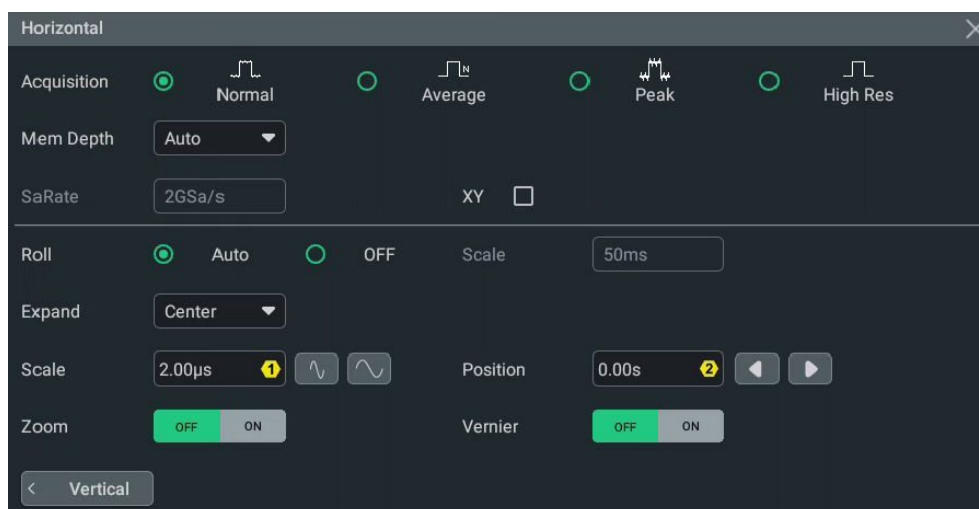 Horizontal
Acquisition Normal Average Peak High Res
Mem Depth Auto
SaRate 2GSa/s XY
Roll Auto OFF Scale 50ms
Expand Center
Scale 2.00μs 1 Position 0.00s 2
Zoom OFF ON Vernier OFF ON
< Vertical